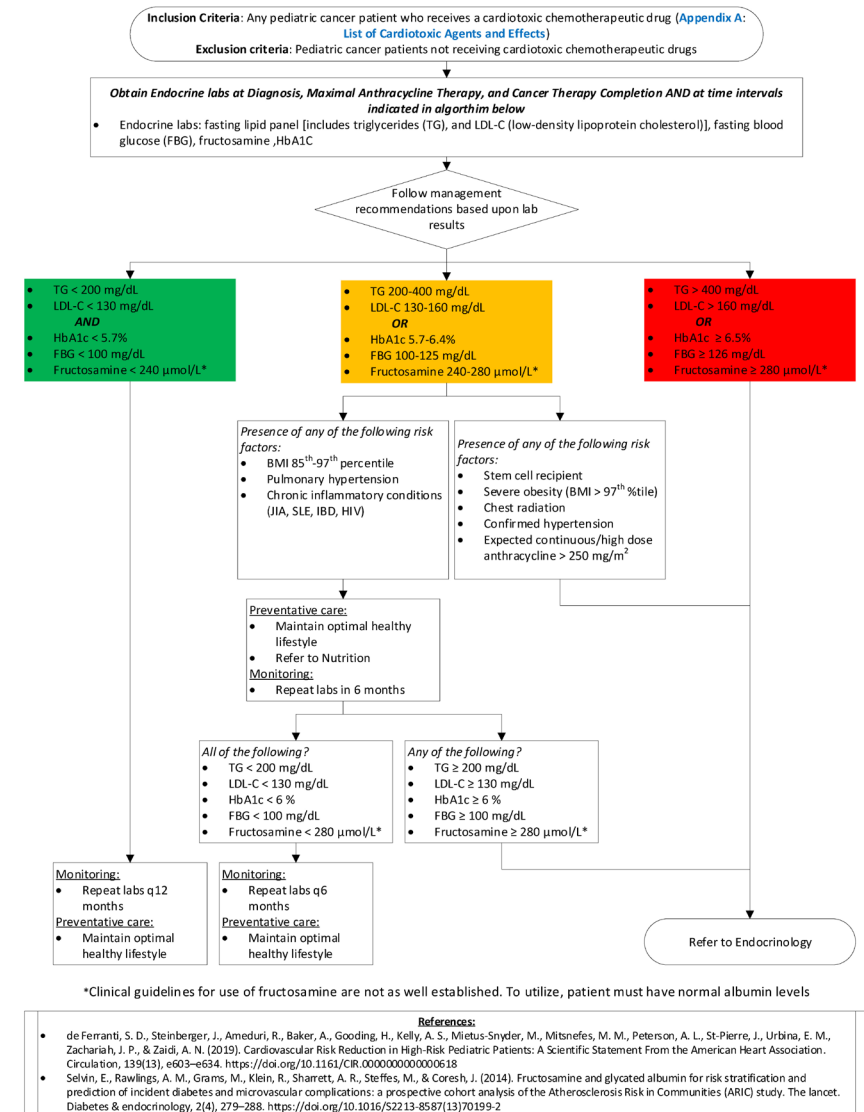 Inclusion Criteria: Any pediatric cancer patient who receives a cardiotoxic chemotherapeutic drug (Appendix A:
List of Cardiotoxic Agents and Effects)
Exclusion criteria: Pediatric cancer patients not receiving cardiotoxic chemotherapeutic drugs
Obtain Endocrine labs at Diagnosis, Maximal Anthracycline Therapy, and Cancer Therapy Completion AND at time intervals
indicated in algorthim below
• Endocrine labs: fasting lipid panel [includes triglycerides (TG), and LDL-C (low-density lipoprotein cholesterol)], fasting blood
glucose (FBG), fructosamine ,HbA1C
Follow management
recommendations based upon lab
results
• TG < 200 mg/dL
• LDL-C < 130 mg/dL
AND
• HbA1c < 5.7%
• FBG < 100 mg/dL
• Fructosamine < 240 µmol/L*
• TG 200-400 mg/dL
• LDL-C 130-160 mg/dL
OR
• HbA1c 5.7-6.4%
• FBG 100-125 mg/dL
• Fructosamine 240-280 µmol/L*
• TG > 400 mg/dL
• LDL-C > 160 mg/dL
OR
• HbA1c ≥ 6.5%
• FBG ≥ 126 mg/dL
• Fructosamine ≥ 280 µmol/L*
Presence of any of the following risk
factors:
• BMI 85th-97th percentile
• Pulmonary hypertension
• Chronic inflammatory conditions
(JIA, SLE, IBD, HIV)
Presence of any of the following risk
factors:
• Stem cell recipient
• Severe obesity (BMI > 97th %tile)
• Chest radiation
• Confirmed hypertension
• Expected continuous/high dose
anthracycline > 250 mg/m2
Preventative care:
• Maintain optimal healthy
lifestyle
• Refer to Nutrition
Monitoring:
• Repeat labs in 6 months
All of the following?
• TG < 200 mg/dL
• LDL-C < 130 mg/dL
• HbA1c < 6 %
• FBG < 100 mg/dL
• Fructosamine < 280 µmol/L*
Any of the following?
• TG ≥ 200 mg/dL
• LDL-C ≥ 130 mg/dL
• HbA1c ≥ 6 %
• FBG ≥ 100 mg/dL
• Fructosamine ≥ 280 µmol/L*
Monitoring:
• Repeat labs q12
months
Preventative care:
• Maintain optimal
healthy lifestyle
Monitoring:
• Repeat labs q6
months
Preventative care:
• Maintain optimal
healthy lifestyle
Refer to Endocrinology
*Clinical guidelines for use of fructosamine are not as well established. To utilize, patient must have normal albumin levels
References:
• de Ferranti, S. D., Steinberger, J., Ameduri, R., Baker, A., Gooding, H., Kelly, A. S., Mietus-Snyder, M., Mitsnefes, M. M., Peterson, A. L., St-Pierre, J., Urbina, E. M.,
Zachariah, J. P., & Zaidi, A. N. (2019). Cardiovascular Risk Reduction in High-Risk Pediatric Patients: A Scientific Statement From the American Heart Association.
Circulation, 139(13), e603–e634. https://doi.org/10.1161/CIR.0000000000000618
• Selvin, E., Rawlings, A. M., Grams, M., Klein, R., Sharrett, A. R., Steffes, M., & Coresh, J. (2014). Fructosamine and glycated albumin for risk stratification and
prediction of incident diabetes and microvascular complications: a prospective cohort analysis of the Atherosclerosis Risk in Communities (ARIC) study. The lancet.
Diabetes & endocrinology, 2(4), 279–288. https://doi.org/10.1016/S2213-8587(13)70199-2